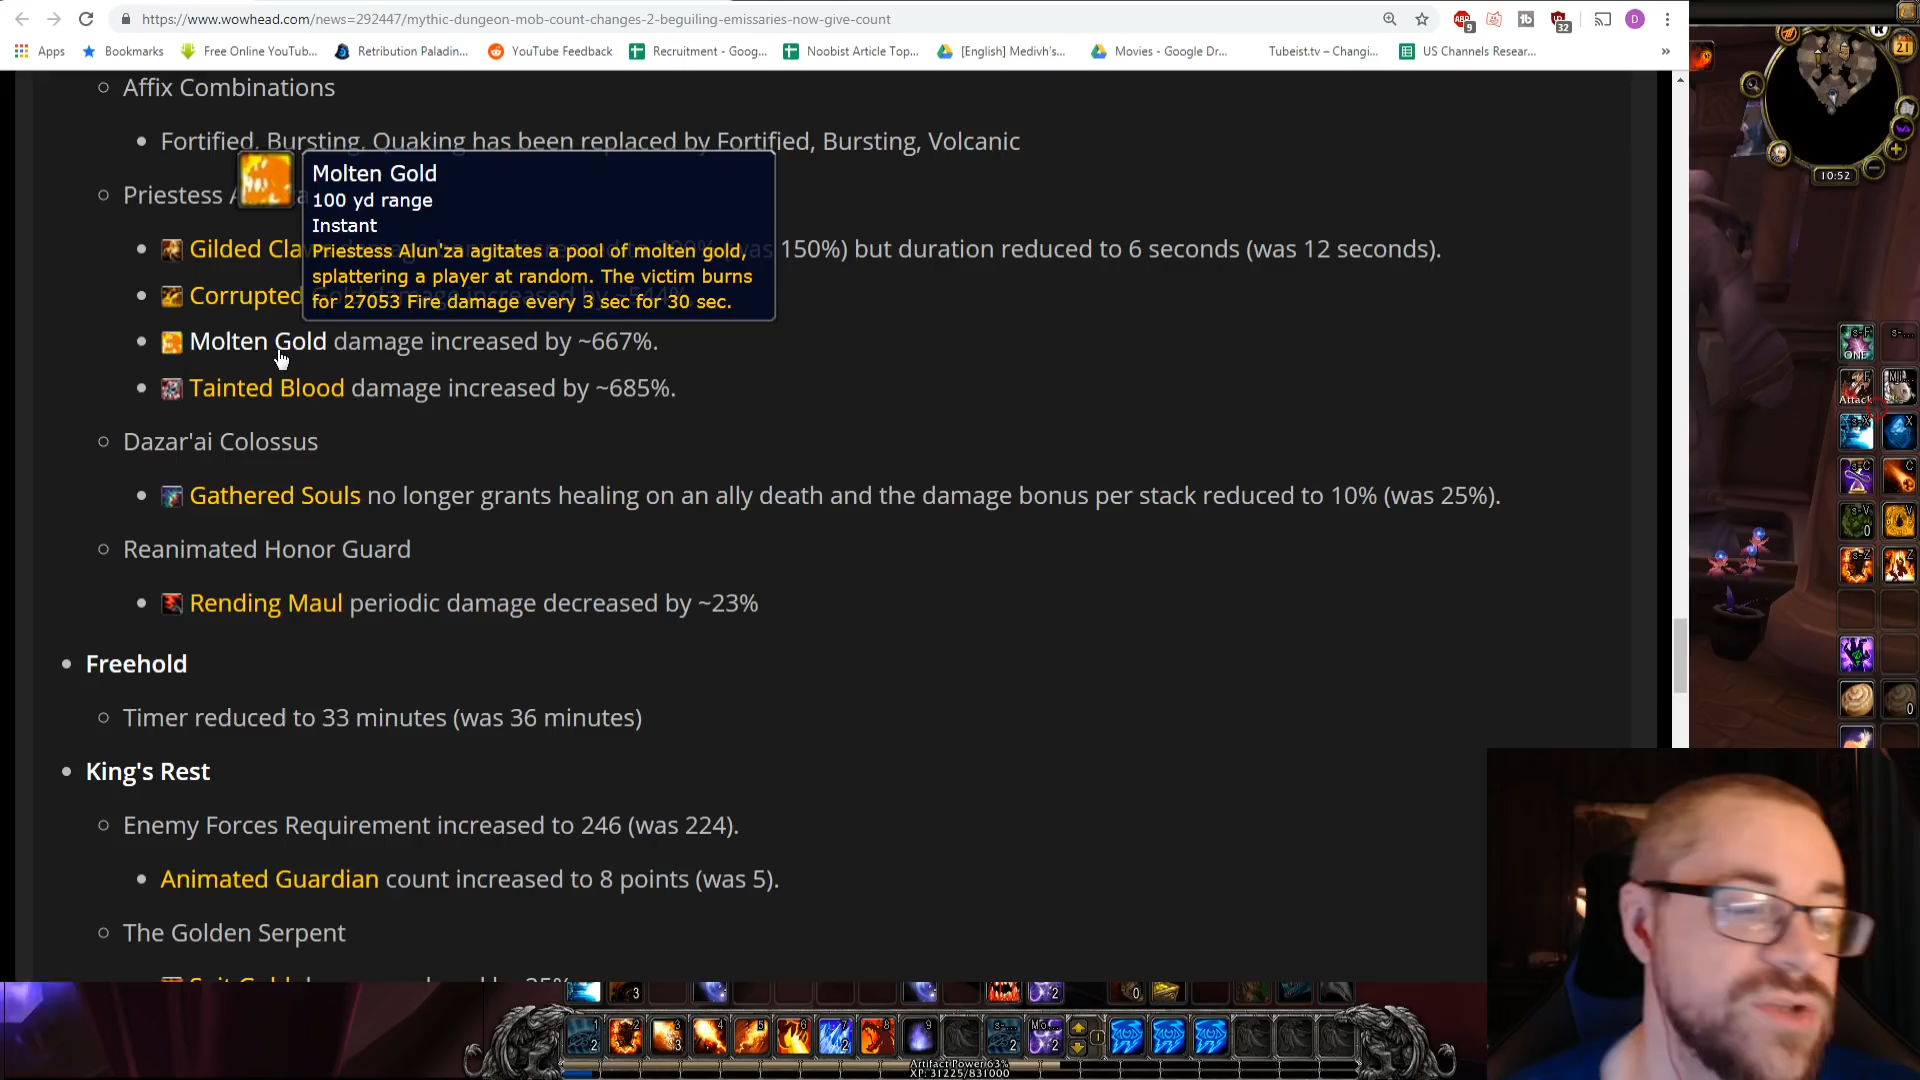 https://www.wowhead.com/news=292447/mythic-dungeon-mob-count-changes-2-beguiling-emissaries-now-give-count
Apps Bookmarks Free Online YouTub... Retribution Paladin... YouTube Feedback Recruitment - Goog... Noobist Article Top... [English] Medivh's... Movies - Google Dr... Tubeist.tv – Changi... US Channels Resear... »
Affix Combinations
Fortified, Bursting, Quaking has been replaced by Fortified, Bursting, Volcanic
Priestess A
Molten Gold
100 yd range
Instant
Priestess Alun'za agitates a pool of molten gold,
splattering a player at random. The victim burns
for 27053 Fire damage every 3 sec for 30 sec.
Gilded Cla 150%) but duration reduced to 6 seconds (was 12 seconds).
Corrupted
Molten Gold damage increased by ~667%.
Tainted Blood damage increased by ~685%.
Dazar'ai Colossus
Gathered Souls no longer grants healing on an ally death and the damage bonus per stack reduced to 10% (was 25%).
Reanimated Honor Guard
Rending Maul periodic damage decreased by ~23%
Freehold
Timer reduced to 33 minutes (was 36 minutes)
King's Rest
Enemy Forces Requirement increased to 246 (was 224).
Animated Guardian count increased to 8 points (was 5).
The Golden Serpent
21
10:52
ONE
Attack
Artifact Power 63%
XP: 31225/831000